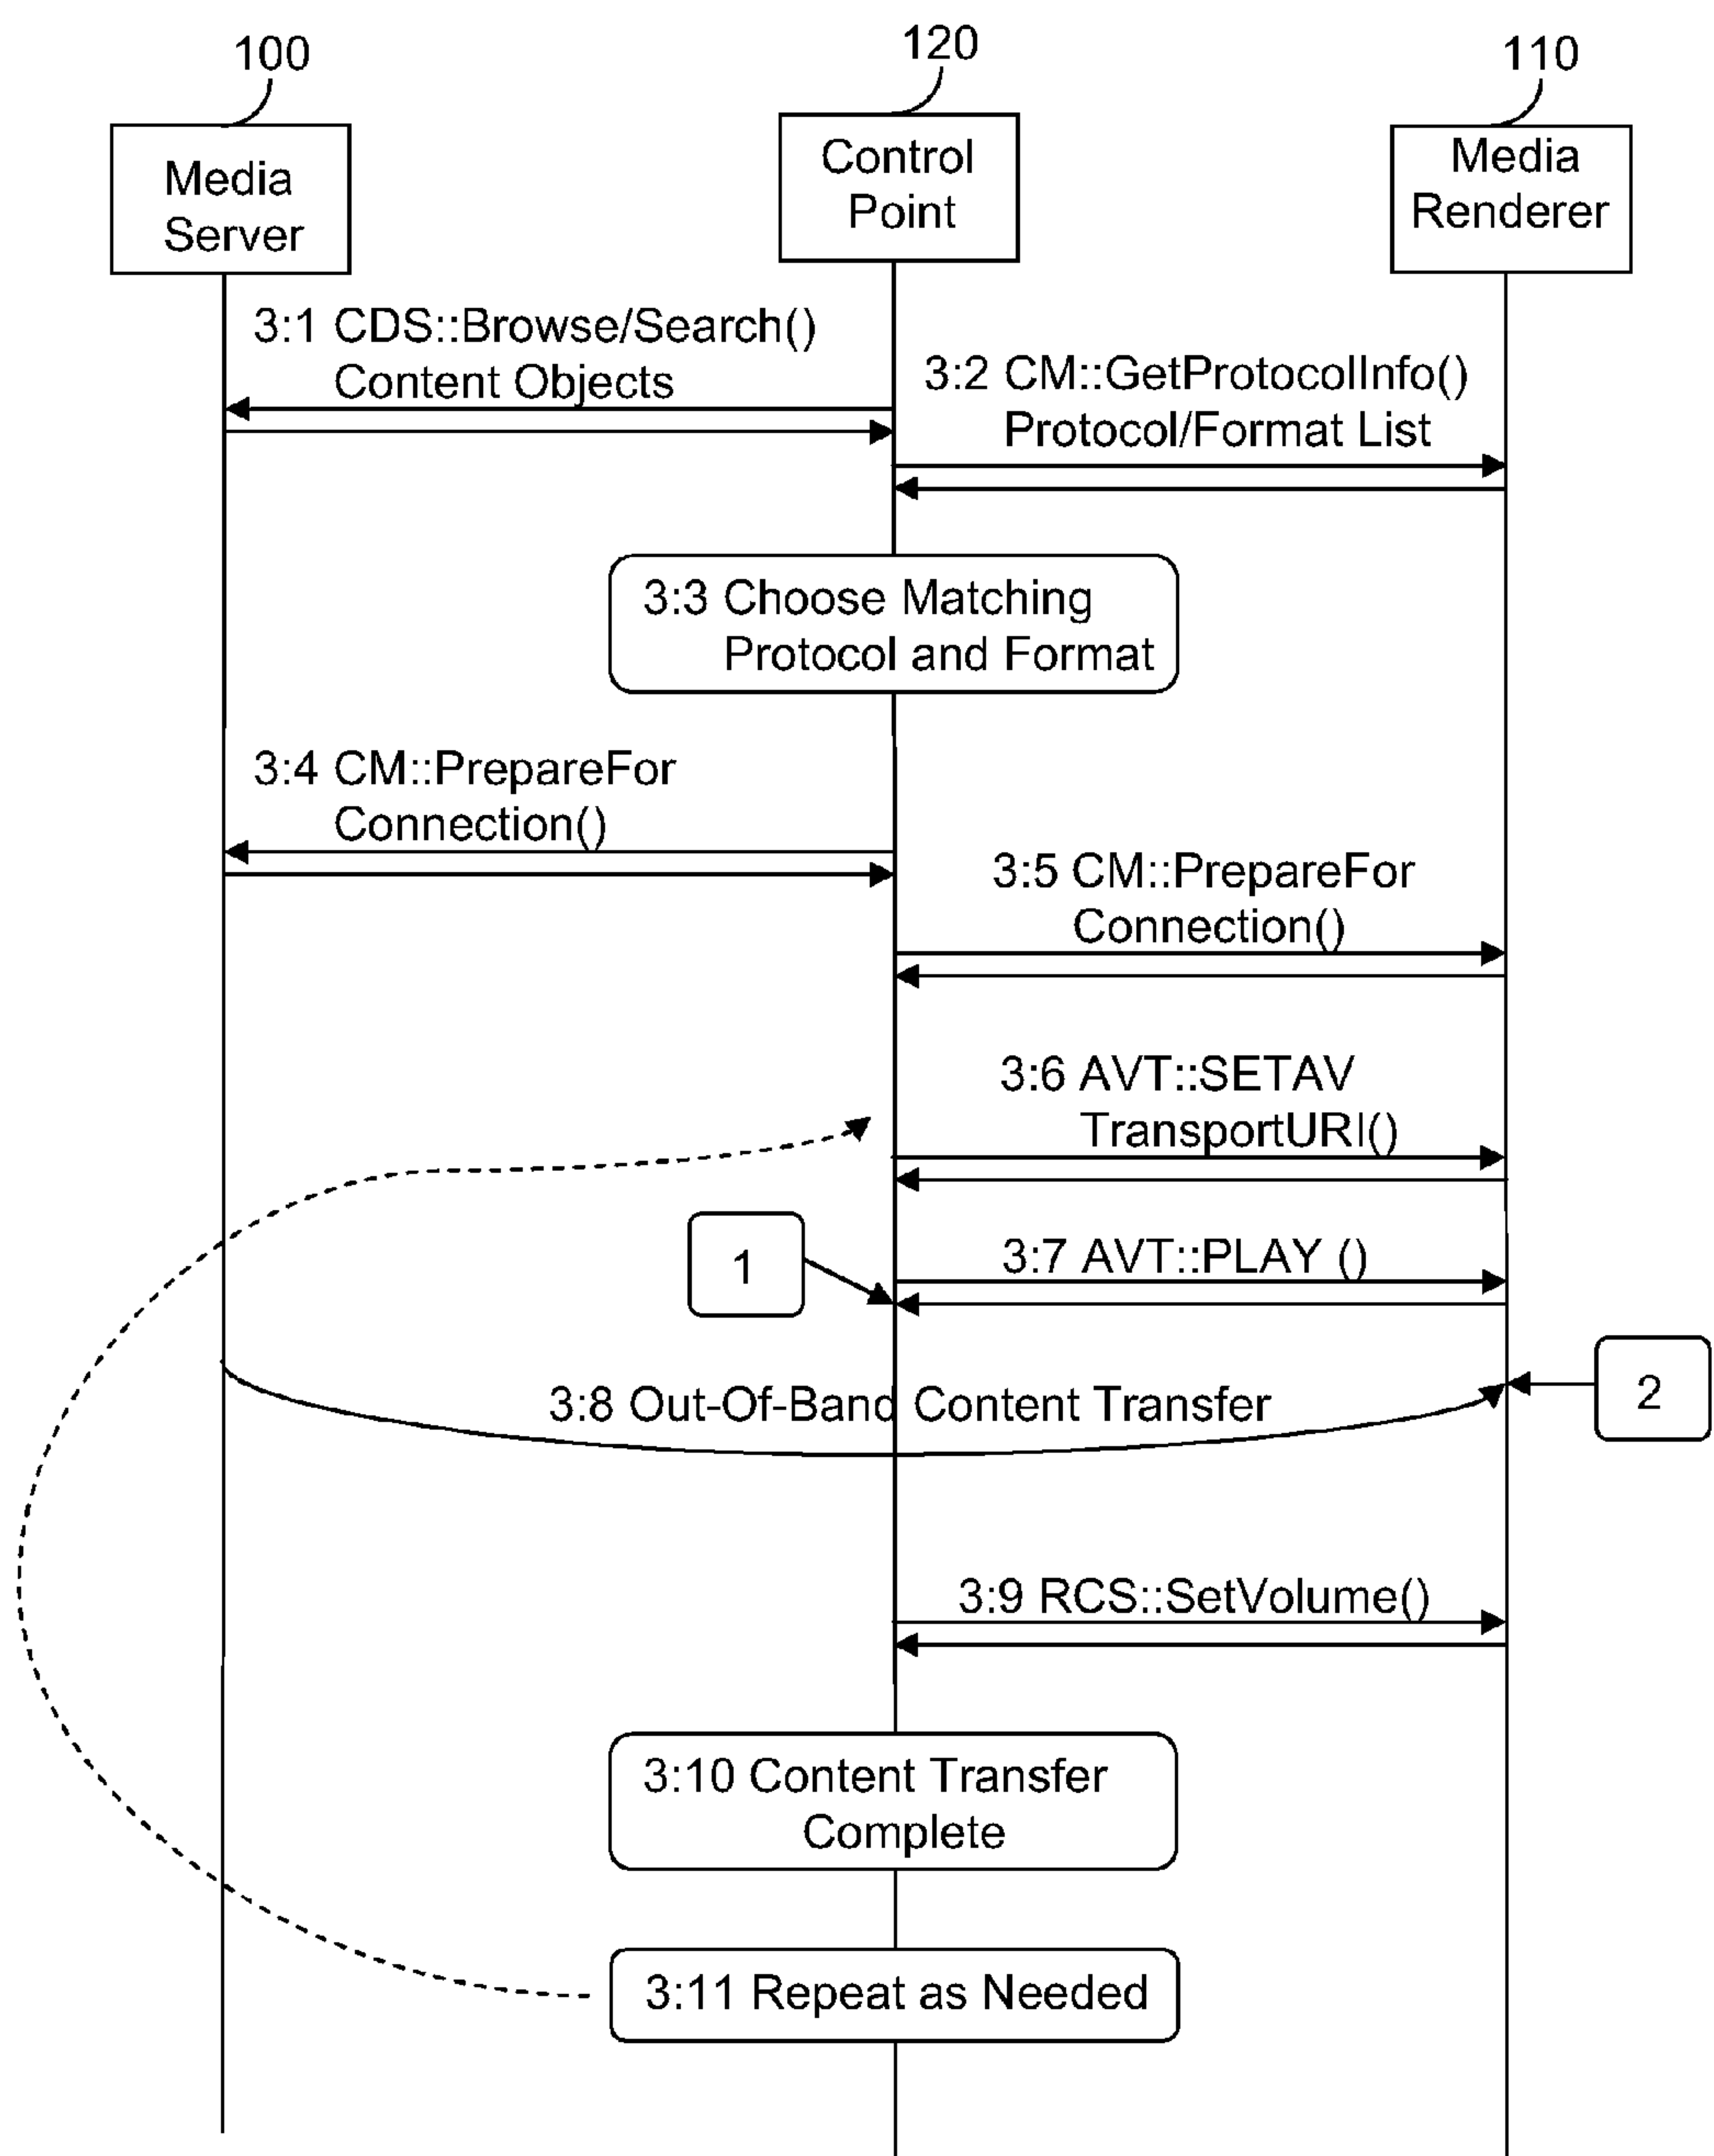 100
120
110
Media
Server
Control
Point
Media
Renderer
3:1 CDS::Browse/Search()
Content Objects
3:2 CM::GetProtocolInfo()
Protocol/Format List
3:3 Choose Matching
Protocol and Format
3:4 CM::PrepareFor
Connection()
3:5 CM::PrepareFor
Connection()
3:6 AVT::SETAV
TransportURI()
1
3:7 AVT::PLAY ()
3:8 Out-Of-Band Content Transfer
2
3:9 RCS::SetVolume()
3:10 Content Transfer
Complete
3:11 Repeat as Needed